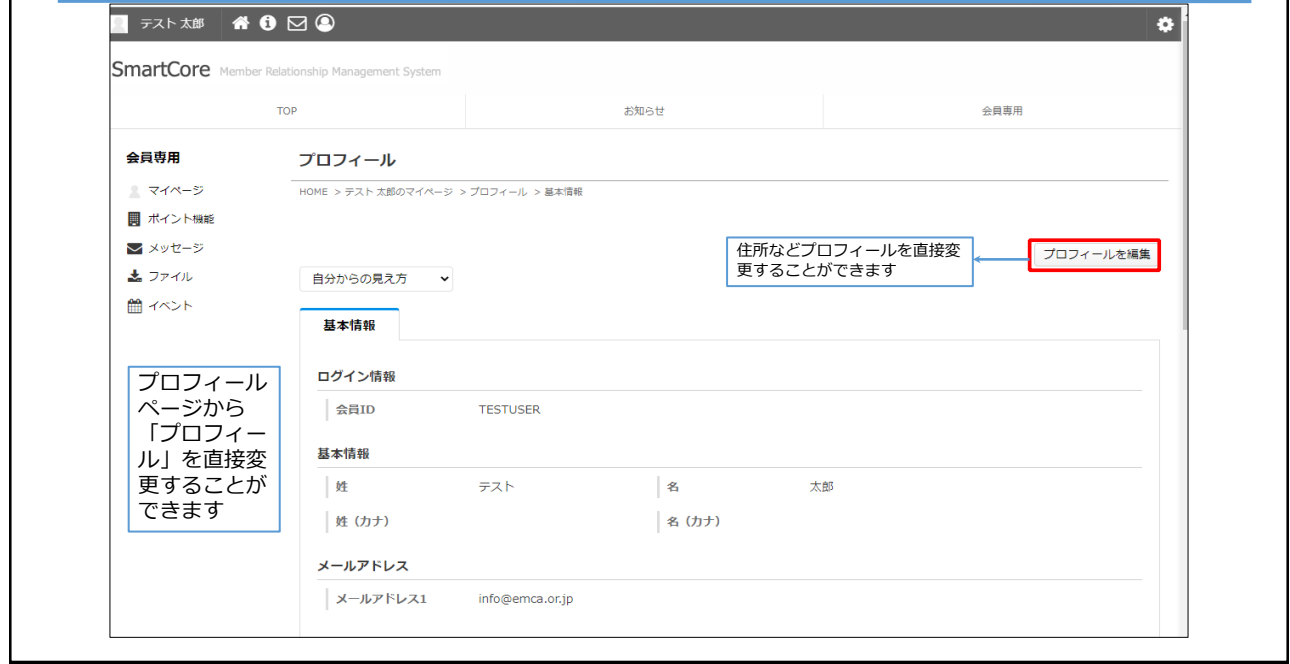 テスト 太郎
SmartCore Member Relationship Management System
TOP
お知らせ
会員専用
会員専用
マイページ
ポイント機能
メッセージ
ファイル
イベント
プロフィール
HOME > テスト 太郎のマイページ > プロフィール > 基本情報
住所などプロフィールを直接変
更することができます
プロフィールを編集
自分からの見え方
基本情報
プロフィール
ページから
「プロフィー
ル」を直接変
更することが
できます
ログイン情報
会員ID TESTUSER
基本情報
姓 テスト 名 太郎
姓（カナ） 名（カナ）
メールアドレス
メールアドレス1 info@emca.or.jp